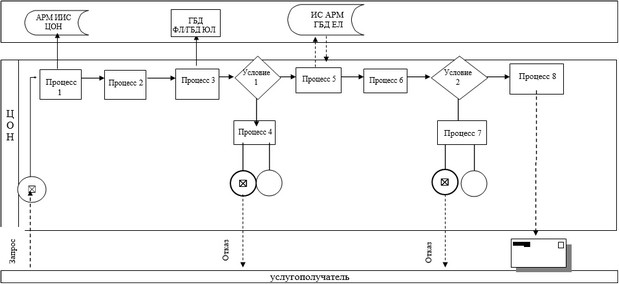 АРМ ИИС
ЦОН
ГБД
ФЛ/ГБД ЮЛ
ИС АРМ
ГБД ЕЛ
ЦОН
Процесс
1
Процесс 2
Процесс 3
Условие
1
Процесс 5
Процесс 6
Условие
2
Процесс 8
Процесс 4
Процесс 7
Запрос
Отказ
Отказ
услугополучатель